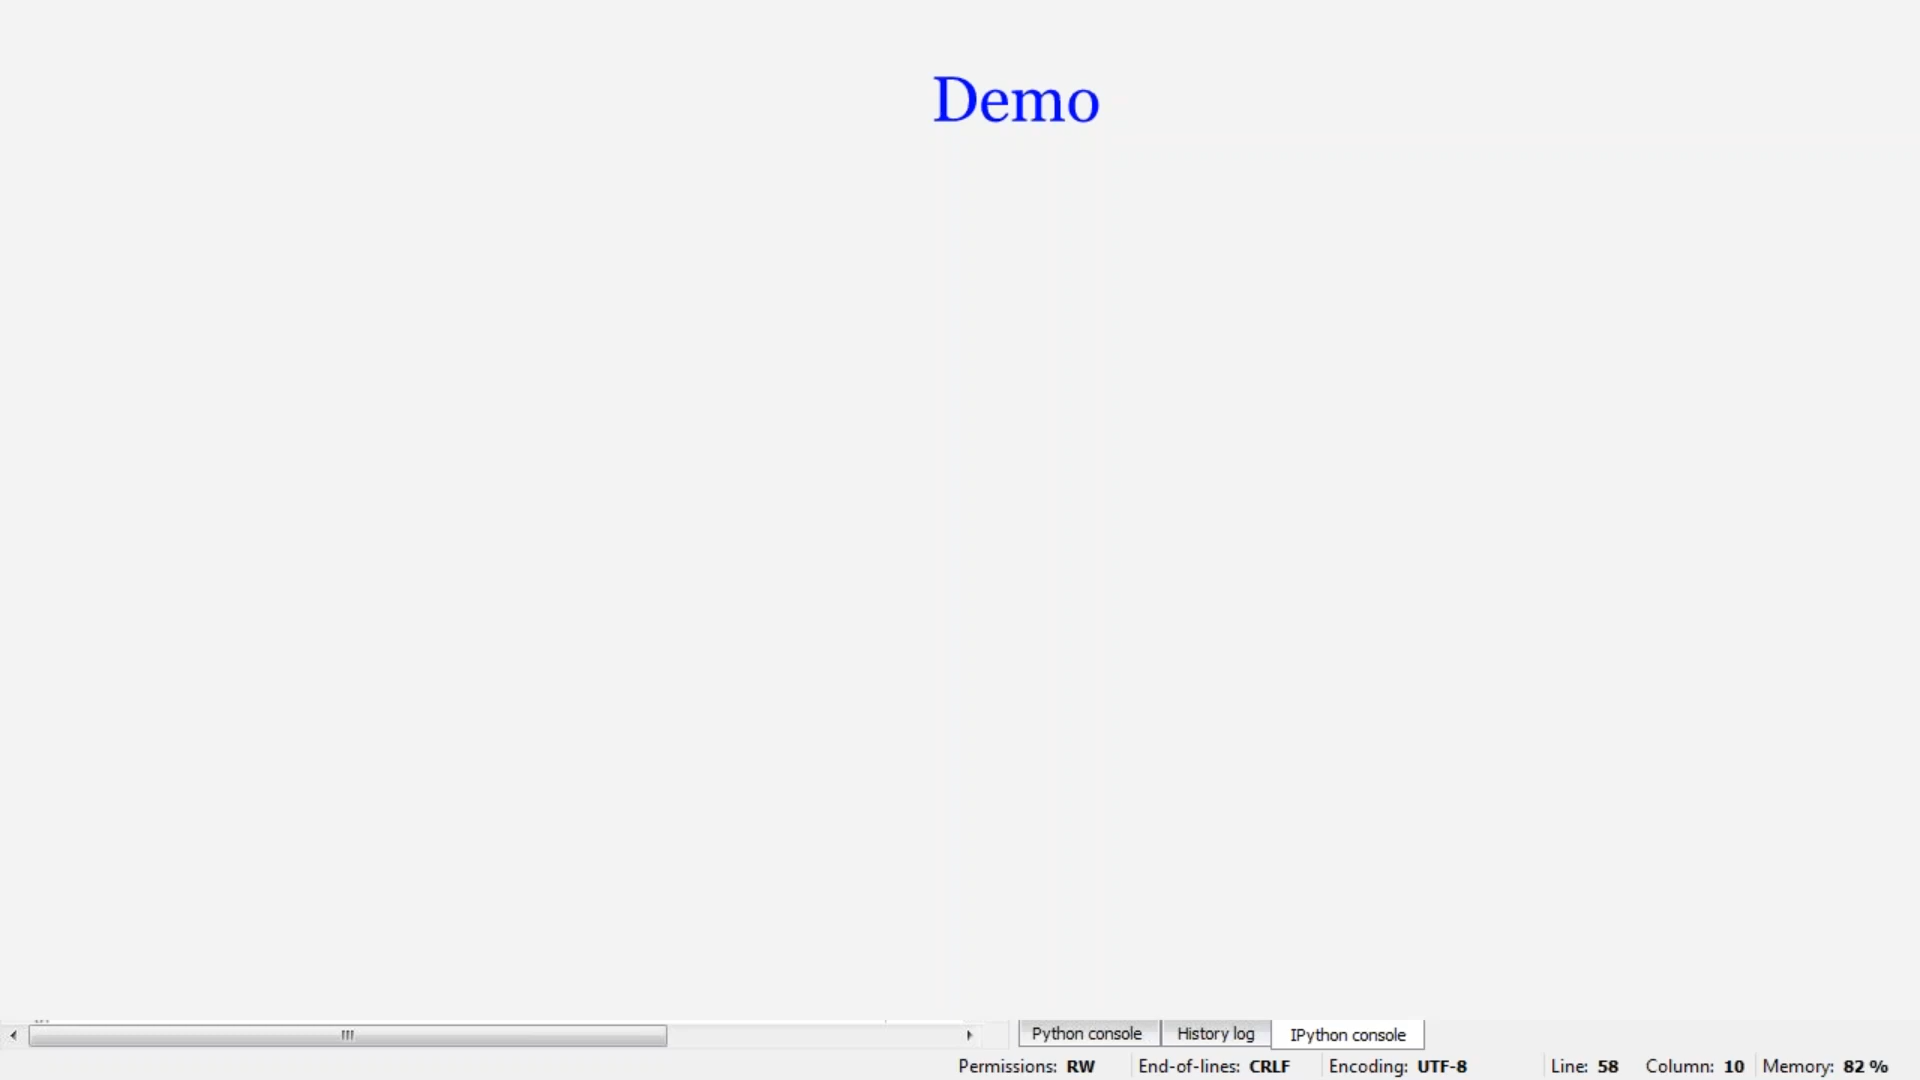 Demo
Python console History log IPython console
Permissions: RW End-of-lines: CRLF Encoding: UTF-8 Line: 58 Column: 10 Memory: 82 %